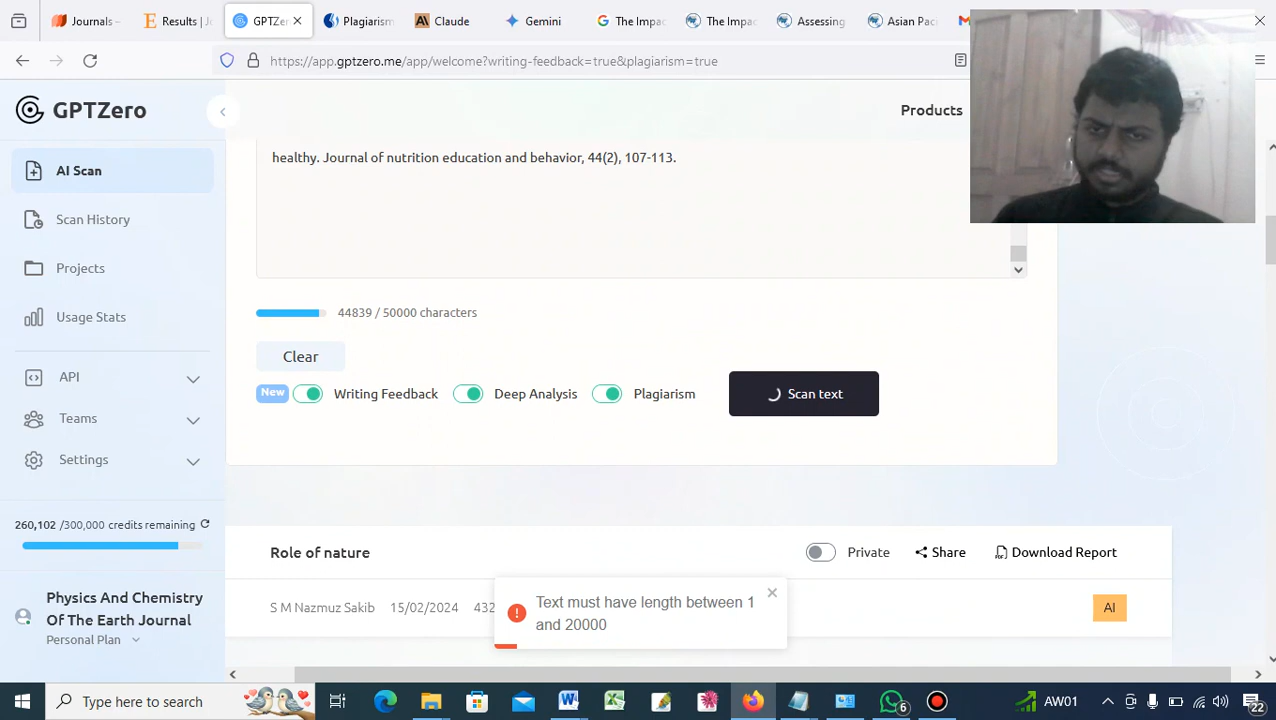 Journals –
Results | J
GPTZer
Plagiarism
Claude
Gemini
The Impac
The Impac
Assessing
Asian Pac
https://app.gptzero.me/app/welcome?writing-feedback=true&plagiarism=true
GPTZero
Products
AI Scan
Scan History
Projects
Usage Stats
API
Teams
Settings
260,102 /300,000 credits remaining
Physics And Chemistry
Of The Earth Journal
Personal Plan
healthy. Journal of nutrition education and behavior, 44(2), 107-113.
44839 / 50000 characters
Clear
New
Writing Feedback
Deep Analysis
Plagiarism
Scan text
Role of nature
Private
Share
Download Report
S M Nazmuz Sakib
15/02/2024
432
AI
Text must have length between 1
and 20000
Type here to search
6
AW01
22